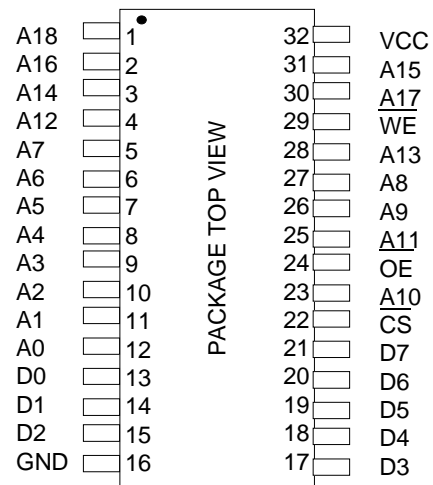 A18 1 32 VCC
A16 2 31 A15
A14 3 30 A17
A12 4 29 W̅E̅
A7 5 28 A13
A6 6 27 A8
A5 7 26 A9
A4 8 25 A11
A3 9 24 O̅E̅
A2 10 23 A10
A1 11 22 C̅S̅
A0 12 21 D7
D0 13 20 D6
D1 14 19 D5
D2 15 18 D4
GND 16 17 D3
PACKAGE TOP VIEW